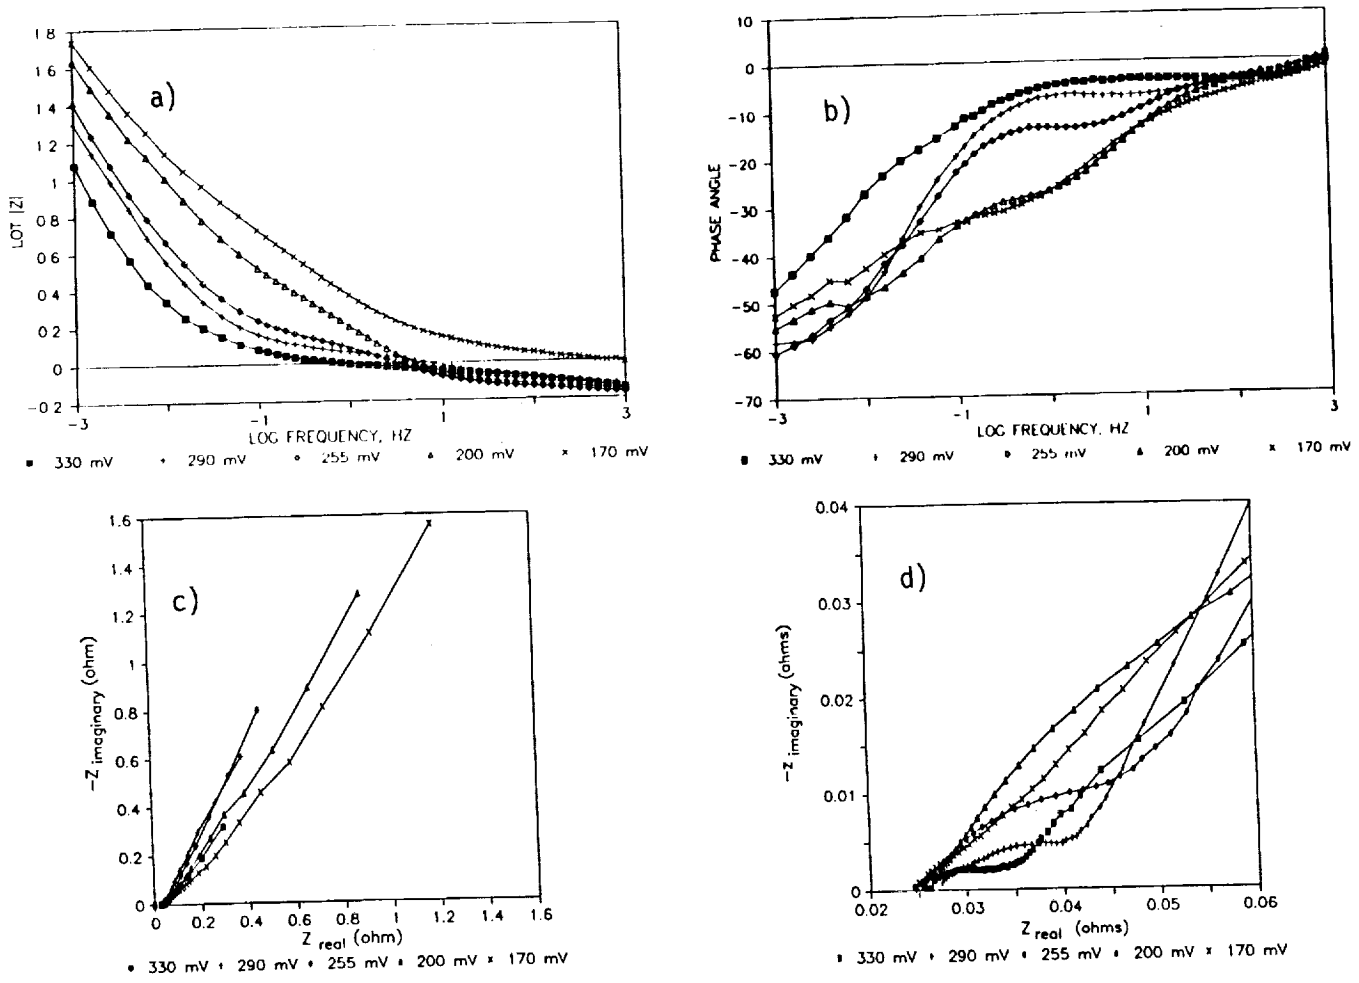 a)
1 8
1 6
1 4
1 2
1
0.8
0.6
0 4
0.2
0
-0.2
LOT |Z|
-3
-1
1
3
LOG FREQUENCY, HZ
330 mV
290 mV
255 mV
200 mV
170 mV
b)
10
0
-10
-20
-30
-40
-50
-60
-70
PHASE ANGLE
-3
-1
1
3
LOG FREQUENCY, HZ
330 mV
290 mV
255 mV
200 mV
170 mV
c)
1.6
1.4
1.2
1
0.8
0.6
0.4
0.2
0
-Z imaginary (ohm)
0
0.2
0.4
0.6
0.8
1
1.2
1.4
1.6
Z real (ohm)
330 mV
290 mV
255 mV
200 mV
170 mV
d)
0.04
0.03
0.02
0.01
0
-Z imaginary (ohms)
0.02
0.03
0.04
0.05
0.06
Z real (ohms)
330 mV
290 mV
255 mV
200 mV
170 mV